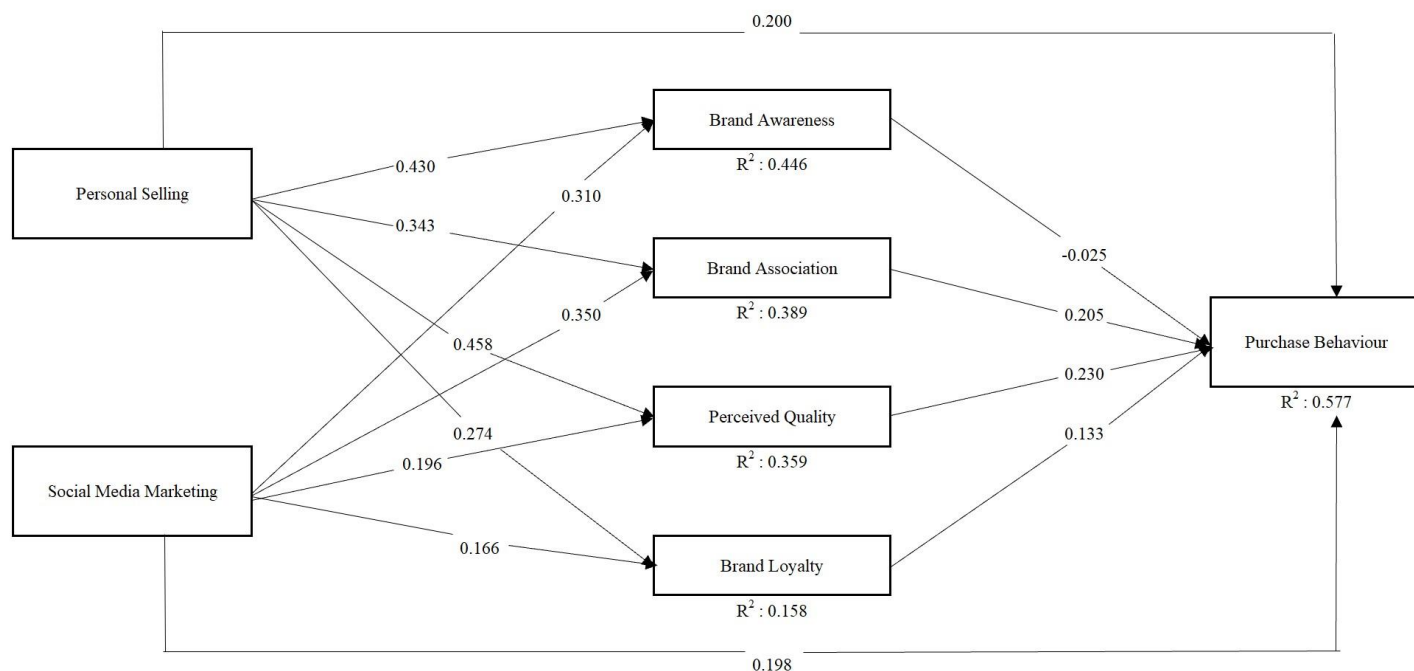 0.200
Brand Awareness
R² : 0.446
0.430
Personal Selling
0.310
0.343
-0.025
Brand Association
R² : 0.389
0.350
0.205
0.458
Purchase Behaviour
R² : 0.577
0.230
Perceived Quality
R² : 0.359
0.274
0.133
0.196
Social Media Marketing
0.166
Brand Loyalty
R² : 0.158
0.198